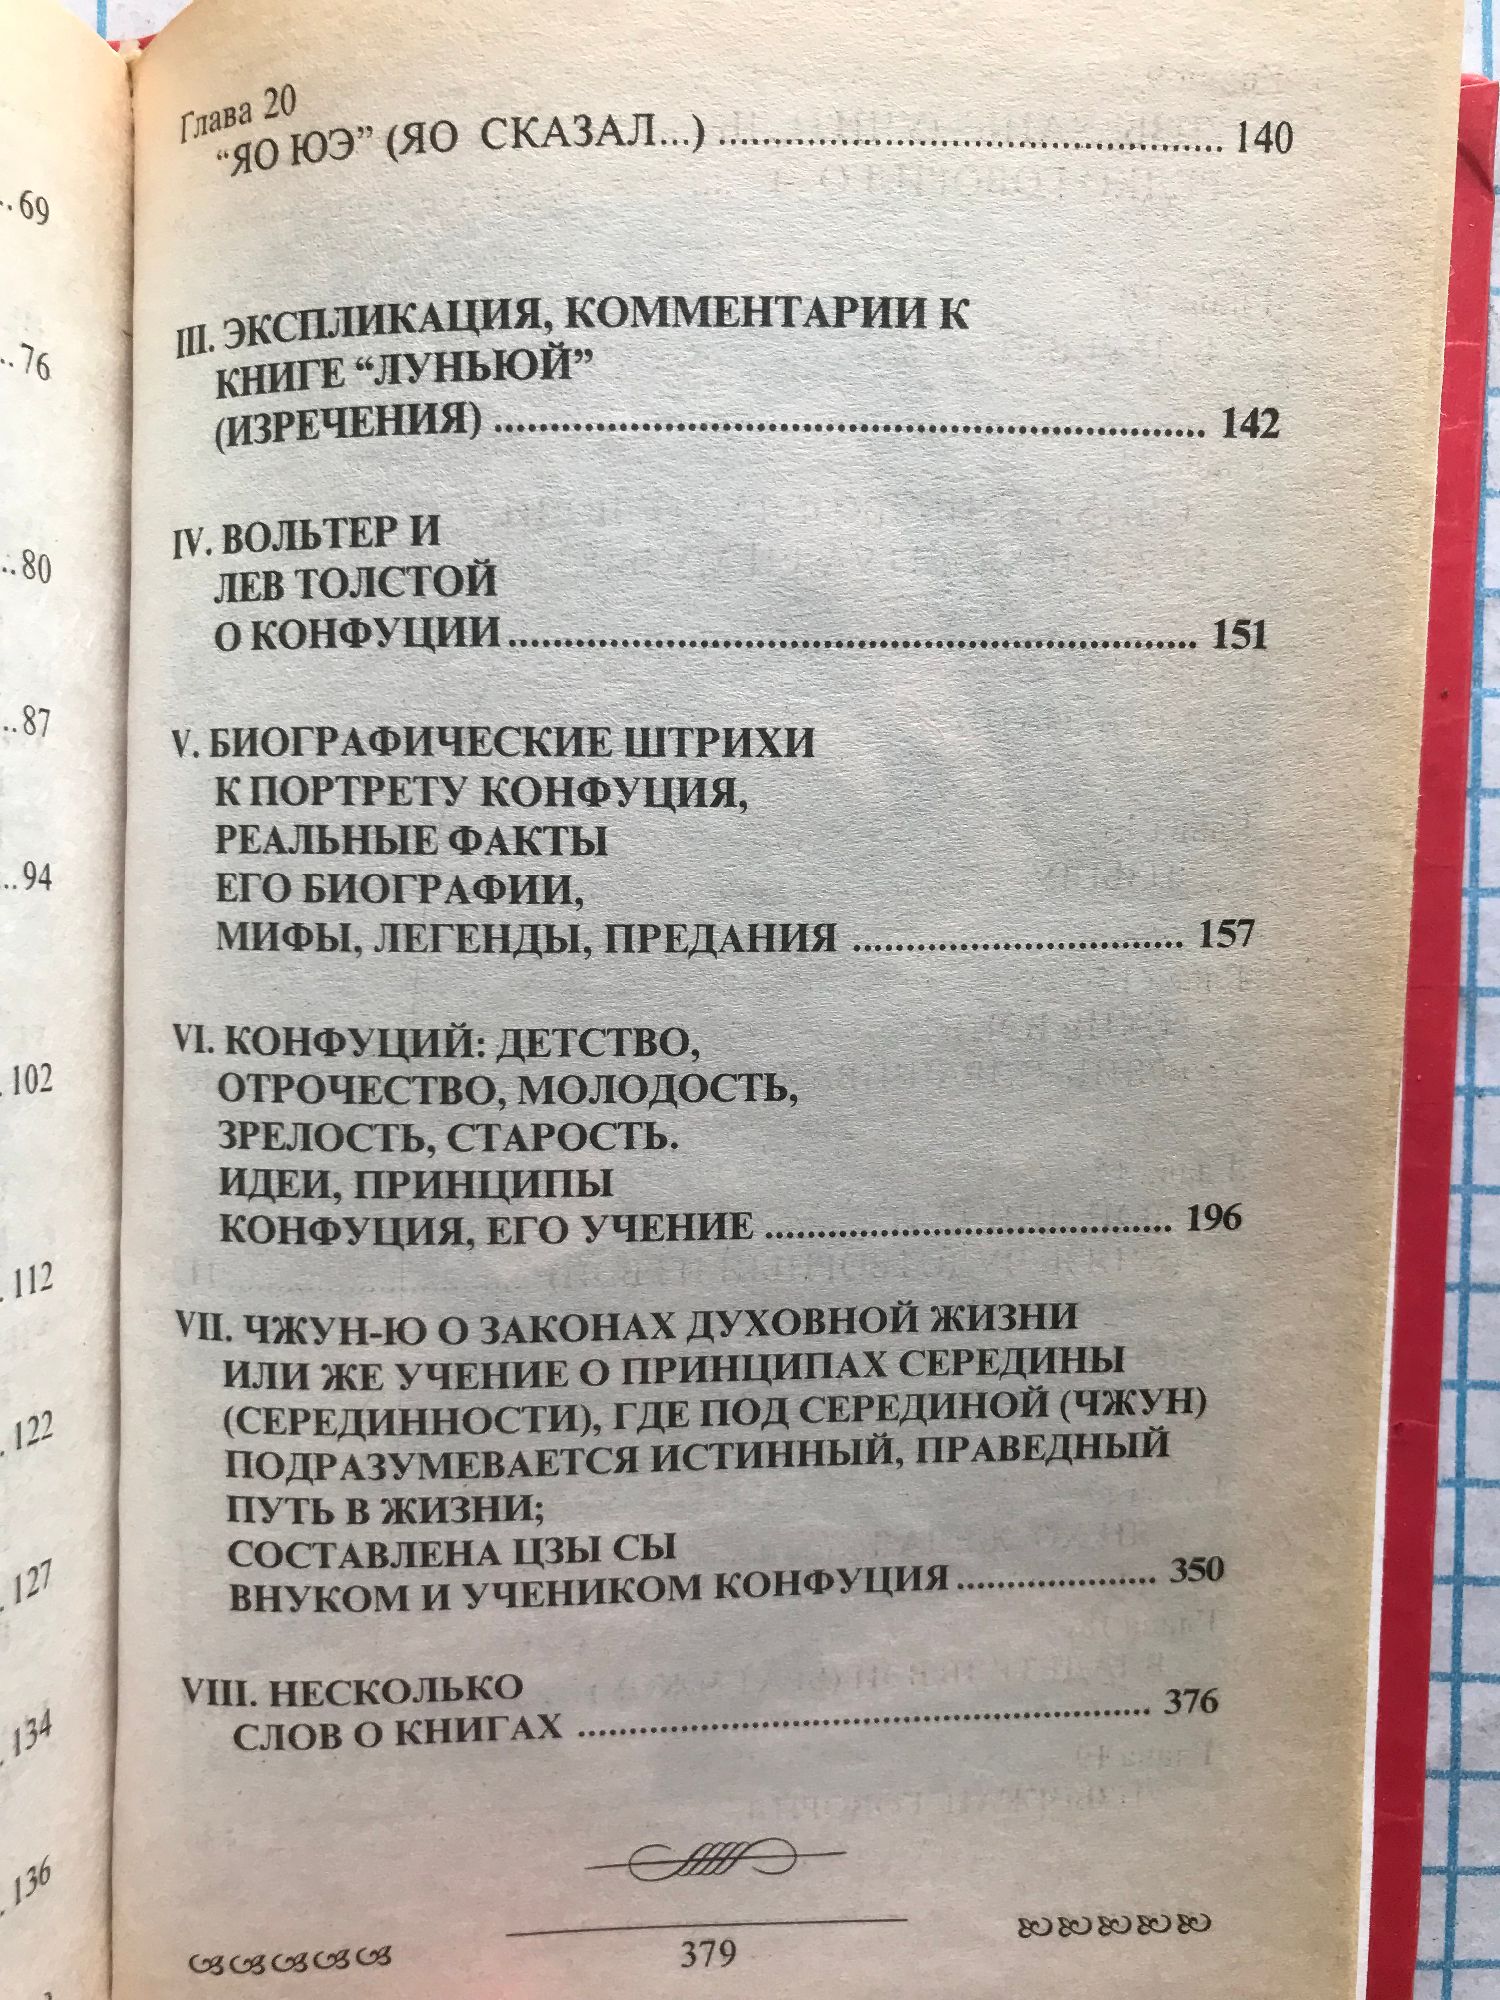 ..69
..76
..80
..87
..94
. 102
. 112
. 122
. 127
. 134
. 136
Глава 20
“ЯО ЮЭ” (ЯО СКАЗАЛ...) ........................................ 140
III. ЭКСПЛИКАЦИЯ, КОММЕНТАРИИ К
КНИГЕ “ЛУНЬЮЙ”
(ИЗРЕЧЕНИЯ) ........................................ 142
IV. ВОЛЬТЕР И
ЛЕВ ТОЛСТОЙ
О КОНФУЦИИ ........................................ 151
V. БИОГРАФИЧЕСКИЕ ШТРИХИ
К ПОРТРЕТУ КОНФУЦИЯ,
РЕАЛЬНЫЕ ФАКТЫ
ЕГО БИОГРАФИИ,
МИФЫ, ЛЕГЕНДЫ, ПРЕДАНИЯ ................................ 157
VI. КОНФУЦИЙ: ДЕТСТВО,
ОТРОЧЕСТВО, МОЛОДОСТЬ,
ЗРЕЛОСТЬ, СТАРОСТЬ.
ИДЕИ, ПРИНЦИПЫ
КОНФУЦИЯ, ЕГО УЧЕНИЕ ........................................ 196
VII. ЧЖУН-Ю О ЗАКОНАХ ДУХОВНОЙ ЖИЗНИ
ИЛИ ЖЕ УЧЕНИЕ О ПРИНЦИПАХ СЕРЕДИНЫ
(СЕРЕДИННОСТИ), ГДЕ ПОД СЕРЕДИНОЙ (ЧЖУН)
ПОДРАЗУМЕВАЕТСЯ ИСТИННЫЙ, ПРАВЕДНЫЙ
ПУТЬ В ЖИЗНИ;
СОСТАВЛЕНА ЦЗЫ СЫ
ВНУКОМ И УЧЕНИКОМ КОНФУЦИЯ ................... 350
VIII. НЕСКОЛЬКО
СЛОВ О КНИГАХ ........................................ 376
379